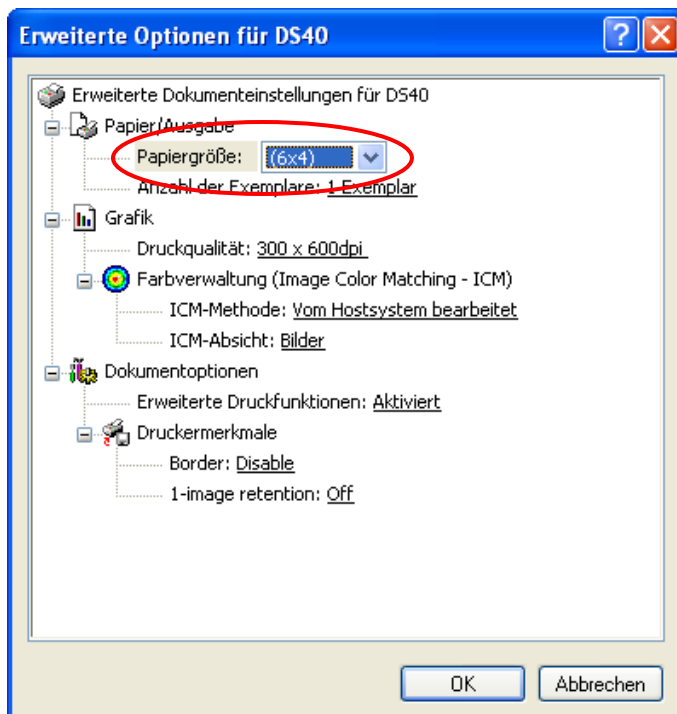 Erweiterte Optionen für DS40
Erweiterte Dokumenteinstellungen für DS40
Papier/Ausgabe
Papiergröße: (6x4)
Anzahl der Exemplare: 1 Exemplar
Grafik
Druckqualität: 300 x 600dpi
Farbverwaltung (Image Color Matching - ICM)
ICM-Methode: Vom Hostsystem bearbeitet
ICM-Absicht: Bilder
Dokumentoptionen
Erweiterte Druckfunktionen: Aktiviert
Druckermerkmale
Border: Disable
1-image retention: Off
OK Abbrechen